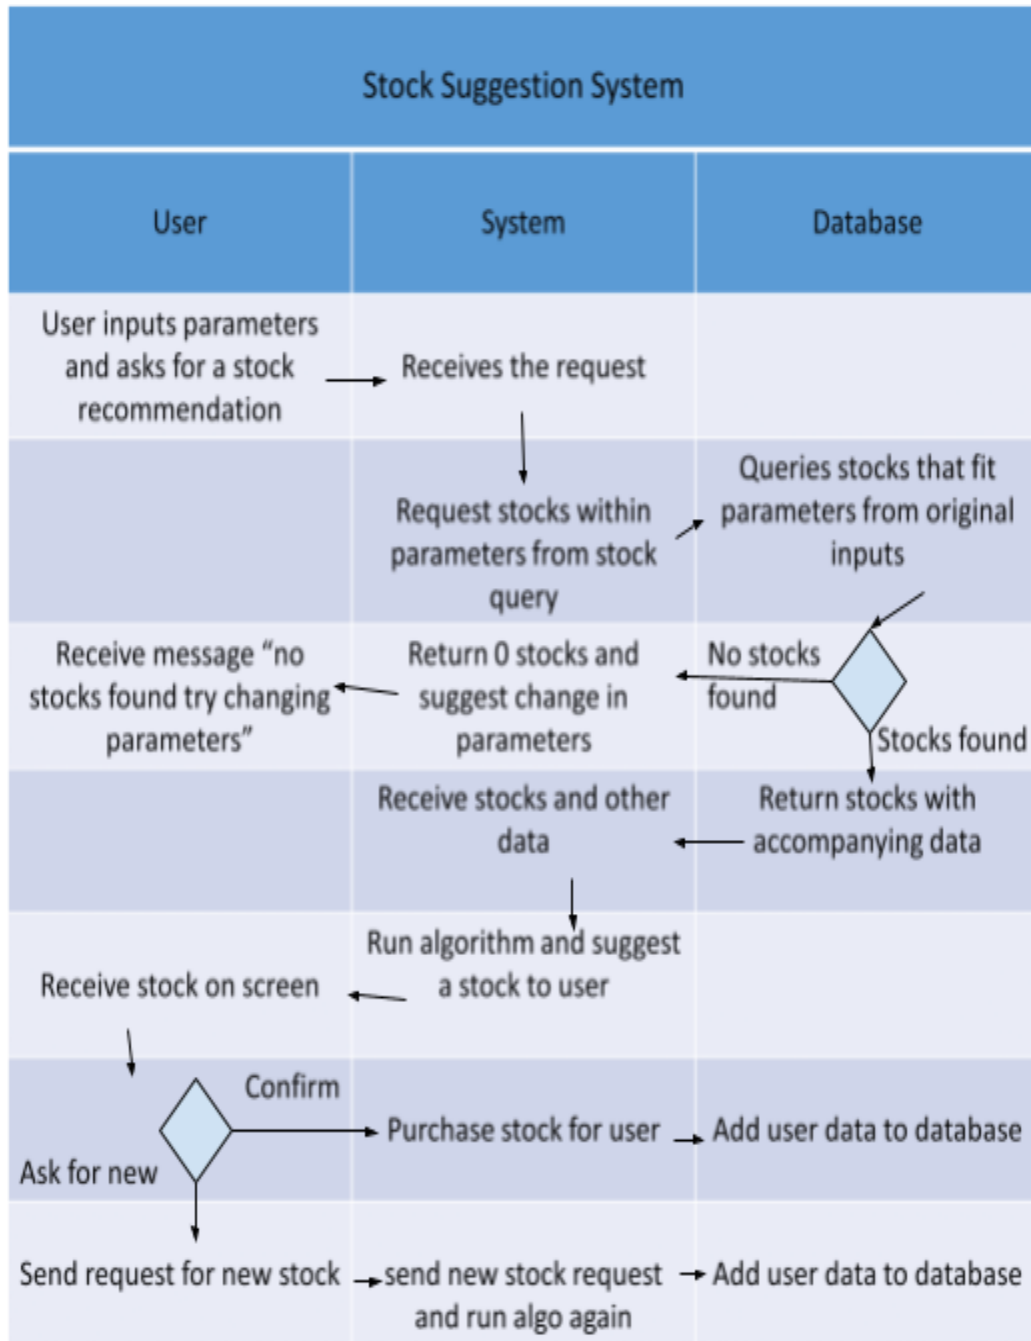 Stock Suggestion System
User
System
Database
User inputs parameters
and asks for a stock
recommendation
Receives the request
Request stocks within
parameters from stock
query
Queries stocks that fit
parameters from original
inputs
Receive message “no
stocks found try changing
parameters”
Return 0 stocks and
suggest change in
parameters
No stocks
found
Stocks found
Receive stocks and other
data
Return stocks with
accompanying data
Receive stock on screen
Run algorithm and suggest
a stock to user
Confirm
Ask for new
Purchase stock for user
Add user data to database
Send request for new stock
send new stock request
and run algo again
Add user data to database